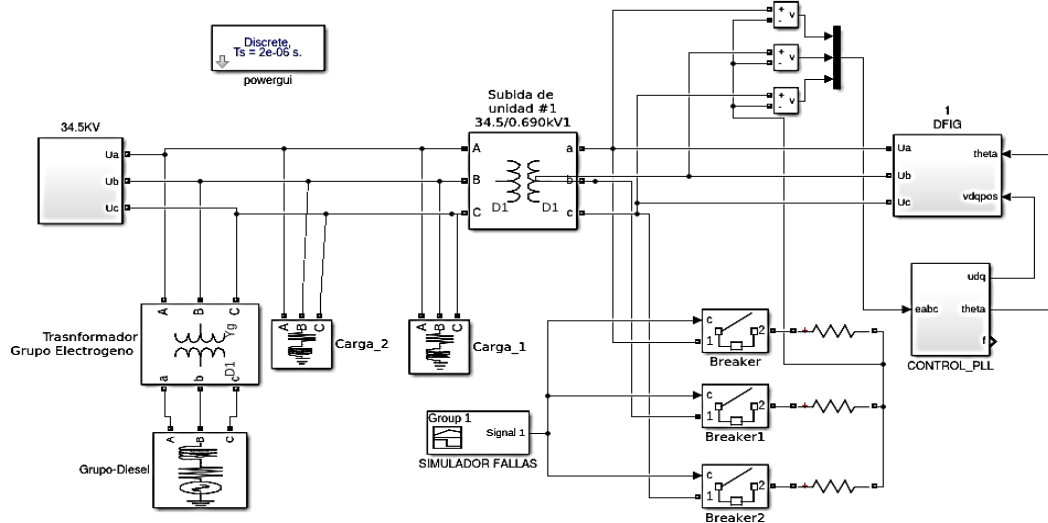 Discrete,
Ts = 2e-06 s.
powergui
34.5KV
Ua
Ub
Uc
Subida de
unidad #1
34.5/0.690kV1
A
B
C
D1
D1
a
b
c
+
-
v
+
-
v
+
-
v
1
DFIG
Ua
Ub
Uc
theta
vdqpos
udq
eabc
theta
f
CONTROL_PLL
Trasnformador
Grupo Electrogeno
A
B
C
Yg
D1
a
b
c
A
B
C
Grupo-Diesel
A
B
C
Carga_2
A
B
C
Carga_1
Group 1
Signal 1
SIMULADOR FALLAS
c
1
2
+
Breaker
c
1
2
+
Breaker1
c
1
2
+
Breaker2